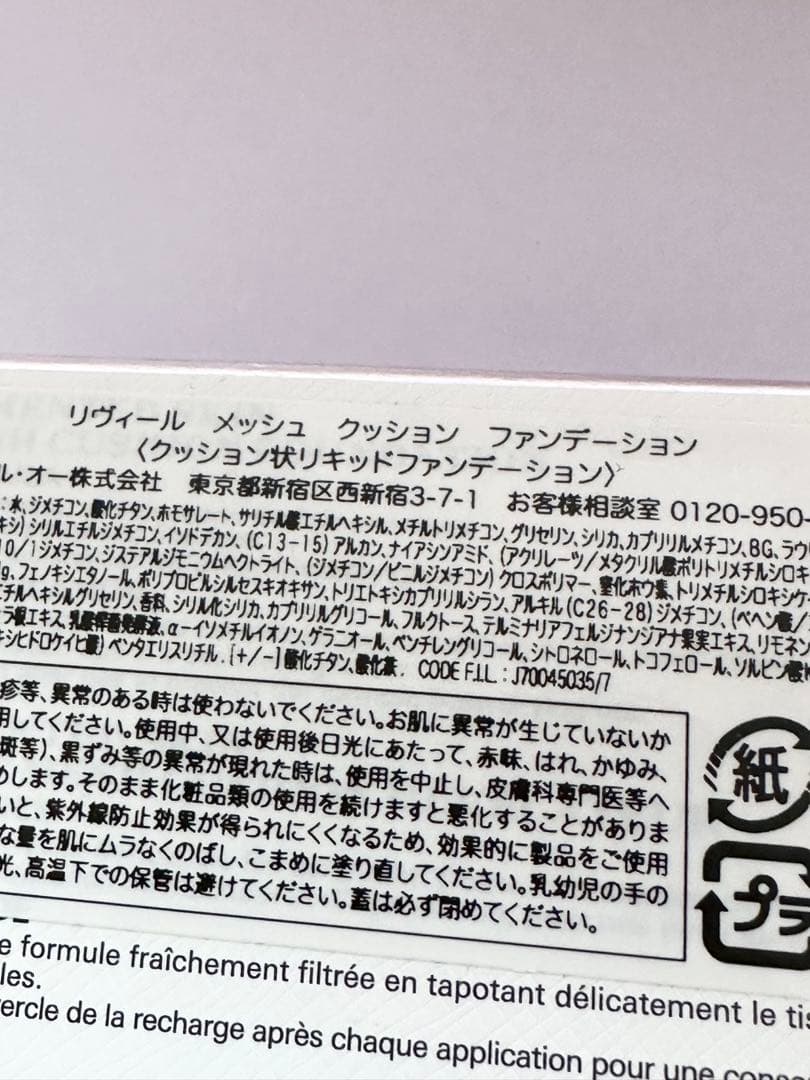 リヴィール メッシュ クッション ファンデーション
〈クッション状リキッドファンデーション〉
ル・オー株式会社 東京都新宿区西新宿3-7-1 お客様相談室 0120-950-
:水、ジメチコン、酸化チタン、ホモサレート、サリチル酸エチルヘキシル、メチルトリメチコン、グリセリン、シリカ、カプリリルメチコン、BG、ラウ
キシ)シリルエチルジメチコン、イソドデカン、(C13-15)アルカン、ナイアシンアミド、(アクリレーツ/メタクリル酸ポリトリメチルシロキ
10/1ジメチコン、ジステアルジモニウムヘクトライト、(ジメチコン/ビニルジメチコン)クロスポリマー、窒化ホウ素、トリメチルシロキシケ
g、フェノキシエタノール、ポリプロピルシルセスキオキサン、トリエトキシカプリリルシラン、アルキル(C26-28)ジメチコン、(ベヘン酸/
エチルヘキシルグリセリン、香料、シリル化シリカ、カプリリルグリコール、フルクトース、テルミナリアフェルジナンジアナ果実エキス、リモネン
ラ根エキス、乳酸桿菌発酵液、α-イソメチルイオノン、ゲラニオール、ペンチレングリコール、シトロネロール、トコフェロール、ソルビン酸K
キシヒドロケイヒ酸)ペンタエリスリチル. [+/-]酸化チタン、酸化鉄. CODE F.I.L. : J70045035/7
疹等、異常のある時は使わないでください。お肌に異常が生じていないか
用してください。使用中、又は使用後日光にあたって、赤味、はれ、かゆみ、
斑等)、黒ずみ等の異常が現れた時は、使用を中止し、皮膚科専門医等へ
めします。そのまま化粧品類の使用を続けますと悪化することがありま
いと、紫外線防止効果が得られにくくなるため、効果的に製品をご使用
な量を肌にムラなくのばし、こまめに塗り直してください。乳幼児の手の
光、高温下での保管は避けてください。蓋は必ず閉めてください。
紙
プラ
e formule fraîchement filtrée en tapotant délicatement le tis
les.
ercle de la recharge après chaque application pour une conse